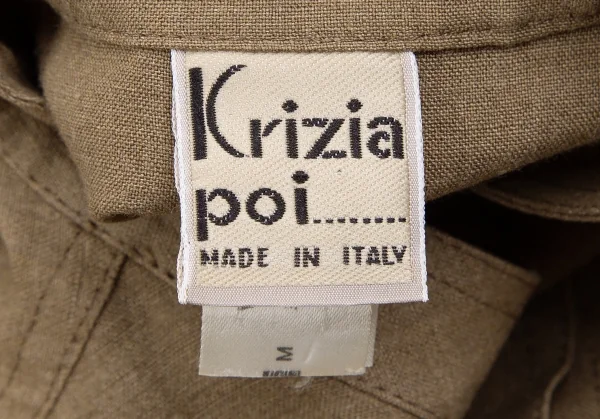 Krizia
poi........
MADE IN ITALY
M